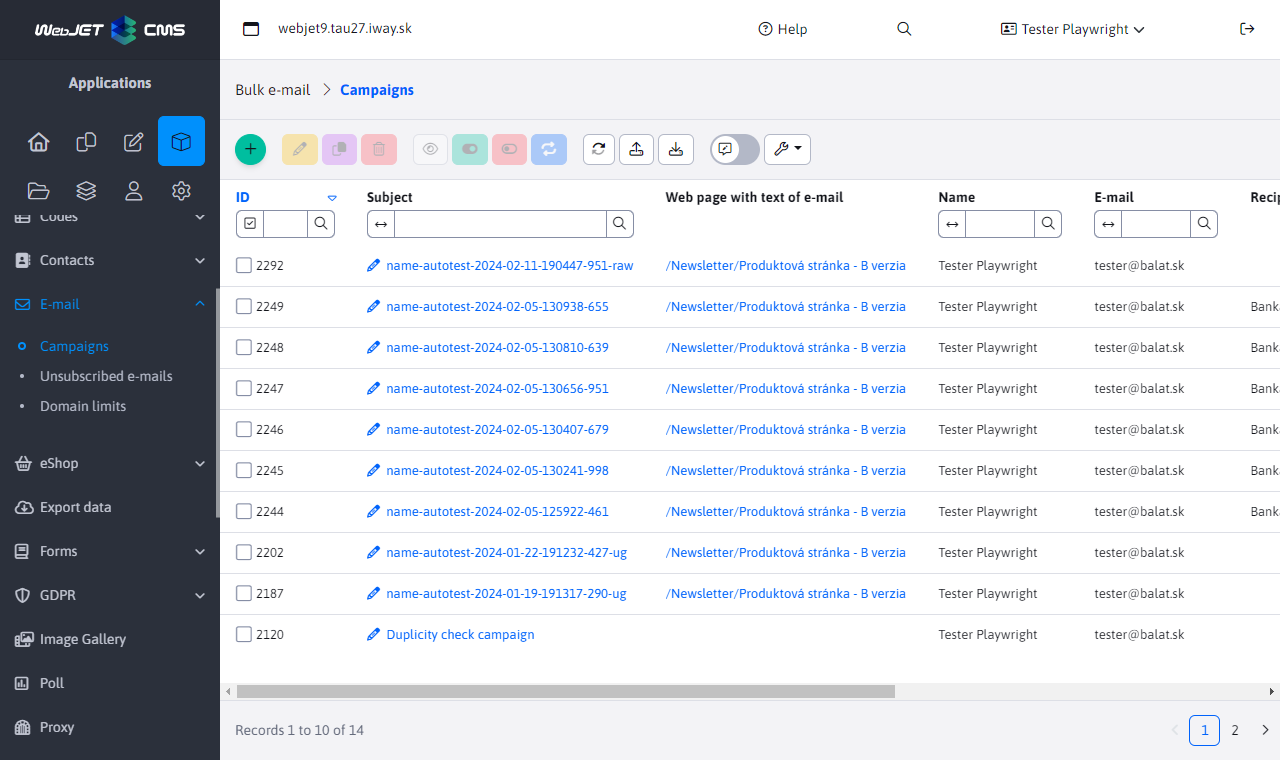 WebJET CMS
webjet9.tau27.iway.sk
Help
Tester Playwright
Applications
Bulk e-mail > Campaigns
Codes
Contacts
E-mail
Campaigns
Unsubscribed e-mails
Domain limits
eShop
Export data
Forms
GDPR
Image Gallery
Poll
Proxy
ID Subject Web page with text of e-mail Name E-mail Recip
2292 name-autotest-2024-02-11-190447-951-raw /Newsletter/Produktová stránka - B verzia Tester Playwright tester@balat.sk
2249 name-autotest-2024-02-05-130938-655 /Newsletter/Produktová stránka - B verzia Tester Playwright tester@balat.sk Bank
2248 name-autotest-2024-02-05-130810-639 /Newsletter/Produktová stránka - B verzia Tester Playwright tester@balat.sk Bank
2247 name-autotest-2024-02-05-130656-951 /Newsletter/Produktová stránka - B verzia Tester Playwright tester@balat.sk Bank
2246 name-autotest-2024-02-05-130407-679 /Newsletter/Produktová stránka - B verzia Tester Playwright tester@balat.sk Bank
2245 name-autotest-2024-02-05-130241-998 /Newsletter/Produktová stránka - B verzia Tester Playwright tester@balat.sk Bank
2244 name-autotest-2024-02-05-125922-461 /Newsletter/Produktová stránka - B verzia Tester Playwright tester@balat.sk Bank
2202 name-autotest-2024-01-22-191232-427-ug /Newsletter/Produktová stránka - B verzia Tester Playwright tester@balat.sk
2187 name-autotest-2024-01-19-191317-290-ug /Newsletter/Produktová stránka - B verzia Tester Playwright tester@balat.sk
2120 Duplicity check campaign Tester Playwright tester@balat.sk
Records 1 to 10 of 14
1 2